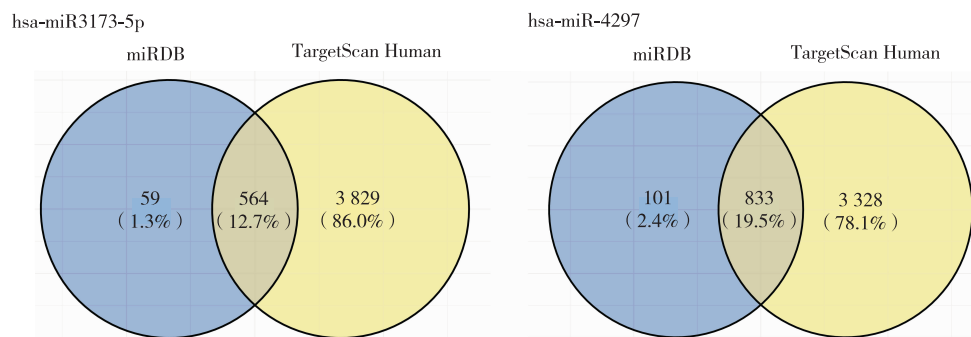 hsa-miR3173-5p
miRDB
TargetScan Human
59
(1.3%)
564
(12.7%)
3 829
(86.0%)
hsa-miR-4297
miRDB
TargetScan Human
101
(2.4%)
833
(19.5%)
3 328
(78.1%)